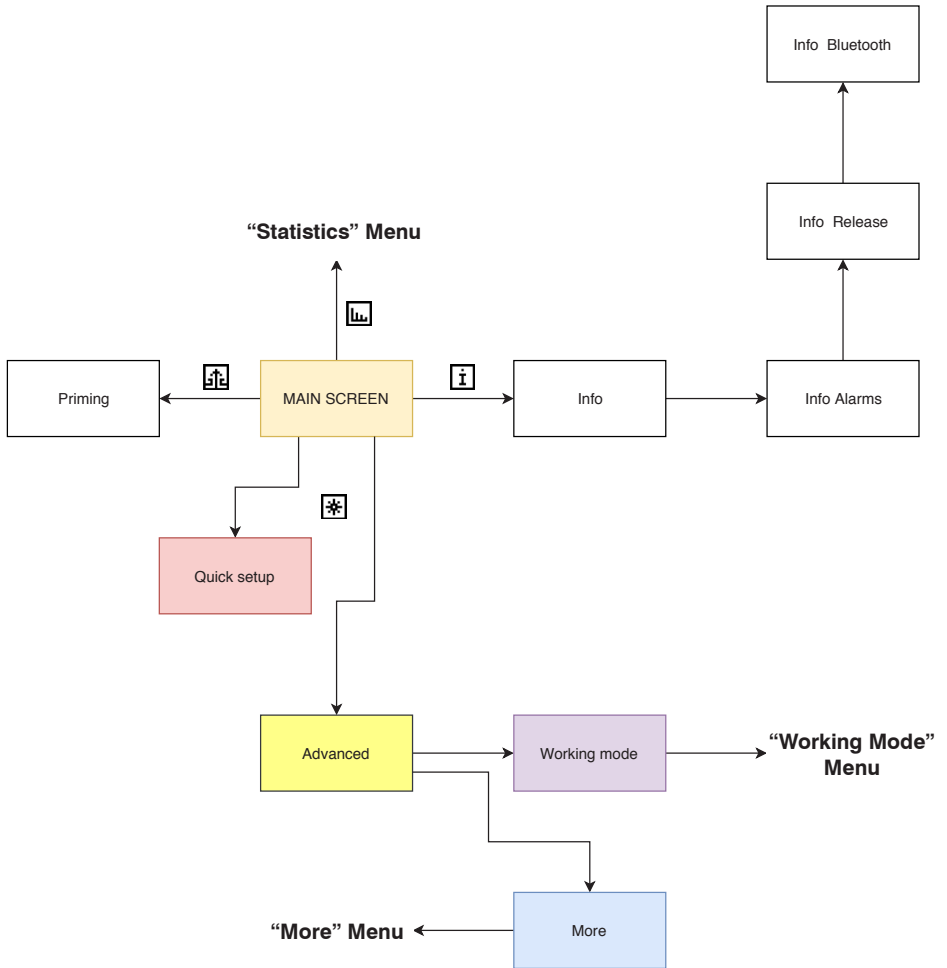 Info Bluetooth
Info Release
“Statistics” Menu
Priming
MAIN SCREEN
i
Info
Info Alarms
Quick setup
Advanced
Working mode
“Working Mode”
Menu
“More” Menu
More